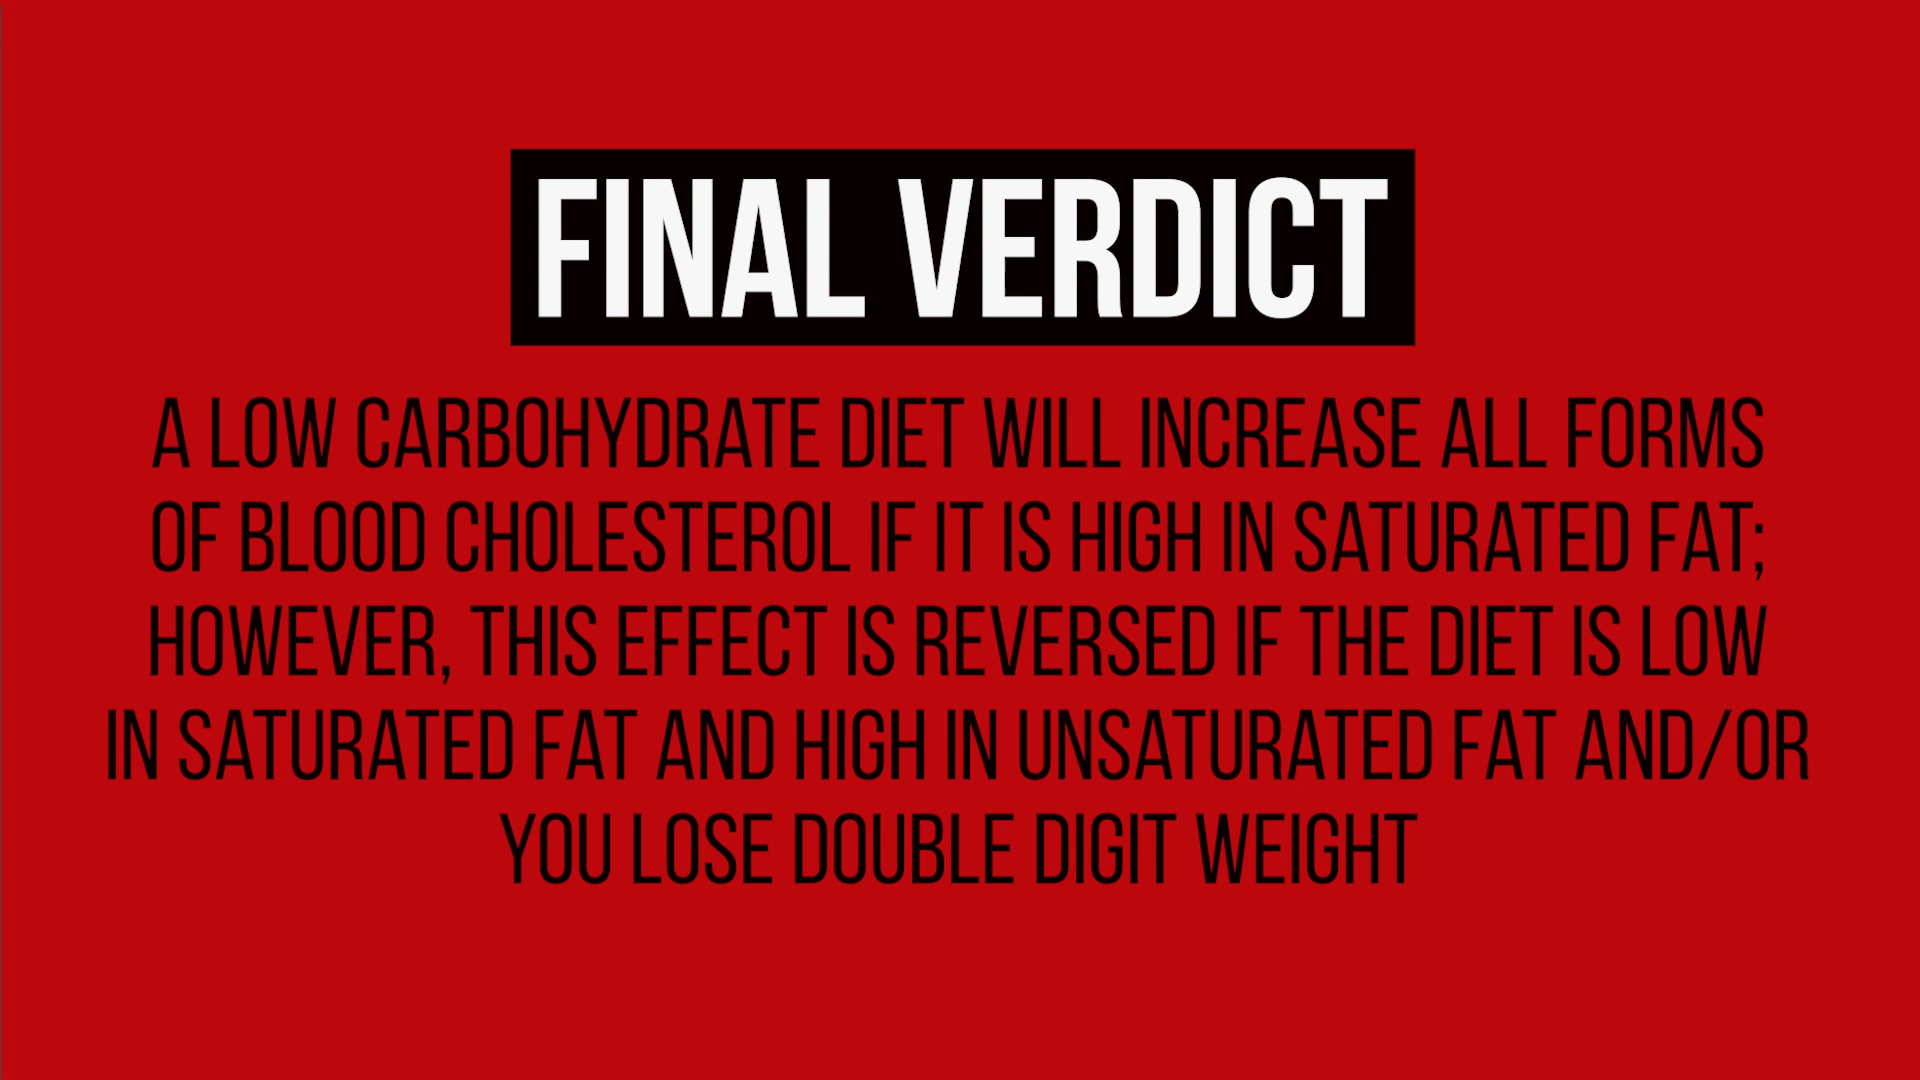 FINAL VERDICT
A LOW CARBOHYDRATE DIET WILL INCREASE ALL FORMS
OF BLOOD CHOLESTEROL IF IT IS HIGH IN SATURATED FAT;
HOWEVER, THIS EFFECT IS REVERSED IF THE DIET IS LOW
IN SATURATED FAT AND HIGH IN UNSATURATED FAT AND/OR
YOU LOSE DOUBLE DIGIT WEIGHT